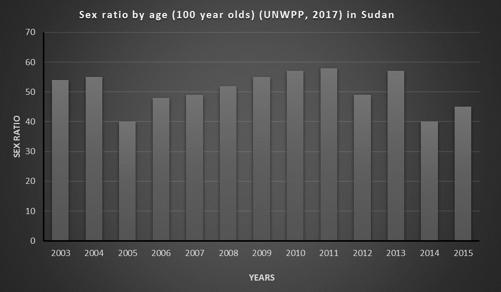 Sex ratio by age (100 year olds) (UNWPP, 2017) in Sudan
70
60
50
40
30
20
10
0
SEX RATIO
2003 2004 2005 2006 2007 2008 2009 2010 2011 2012 2013 2014 2015
YEARS